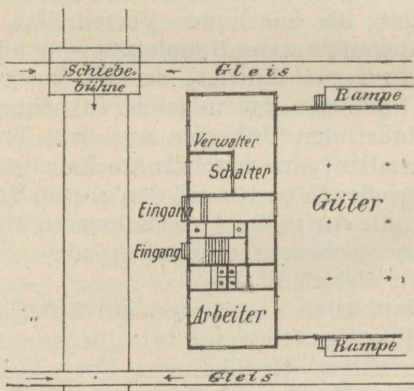 Gleis
Schiebe-
bühne
Rampe
Verwalter
Schalter
Eingang
Güter
Eingang
Arbeiter
Rampe
Gleis